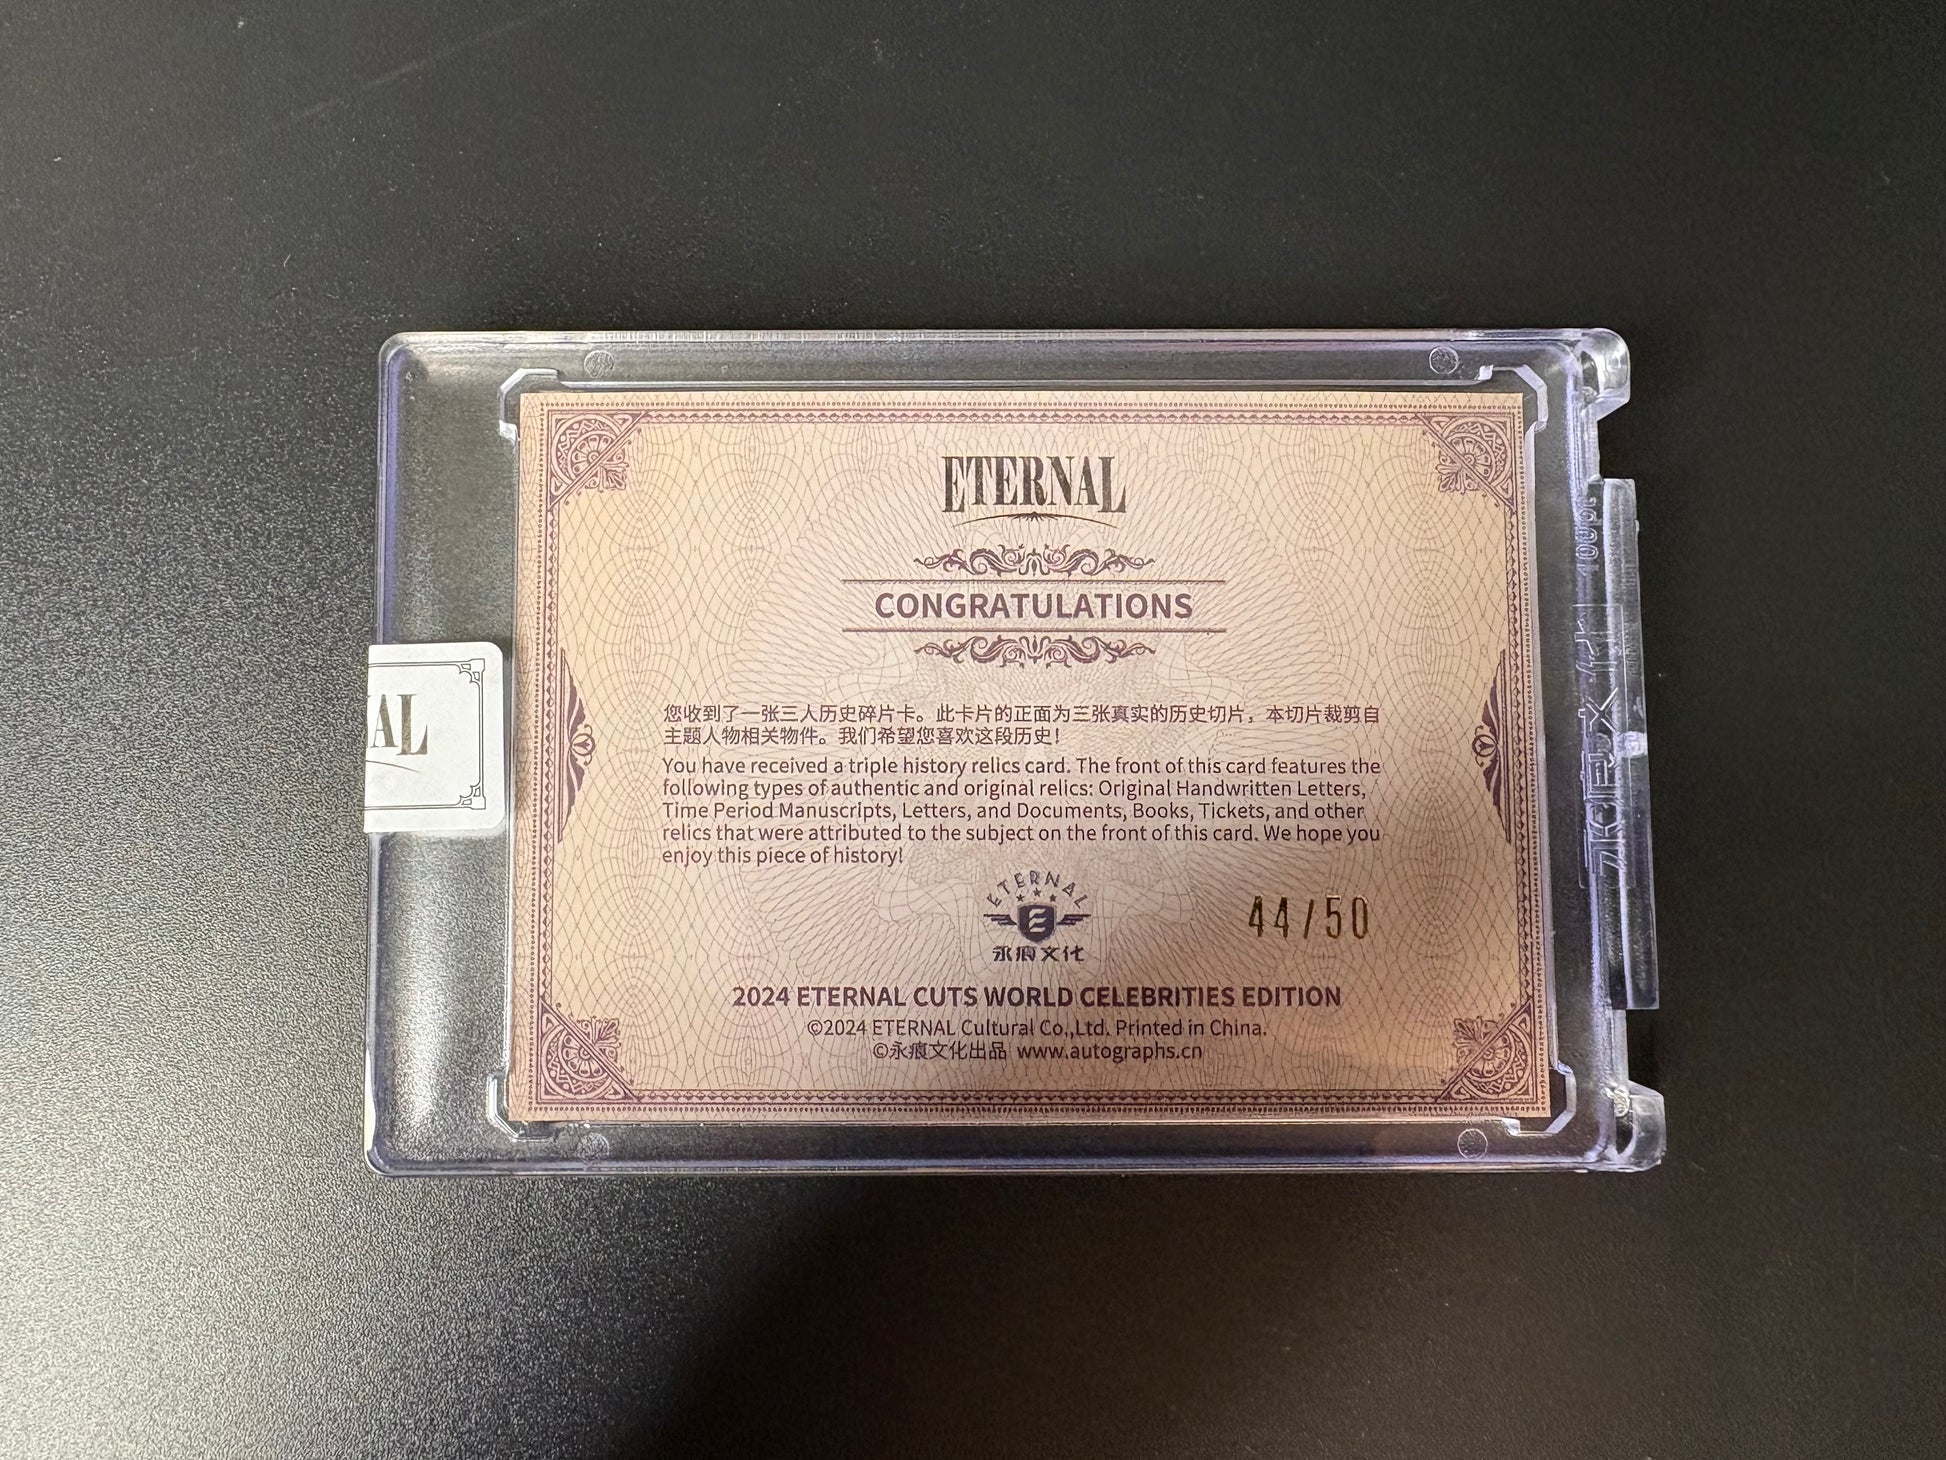 ETERNAL
CONGRATULATIONS
您收到了一张三人历史碎片卡。此卡片的正面为三张真实的历史切片，本切片裁剪自
主题人物相关物件。我们希望您喜欢这段历史！
You have received a triple history relics card. The front of this card features the
following types of authentic and original relics: Original Handwritten Letters,
Time Period Manuscripts, Letters, and Documents, Books, Tickets, and other
relics that were attributed to the subject on the front of this card. We hope you
enjoy this piece of history!
ETERNAL
永痕文化
44/50
2024 ETERNAL CUTS WORLD CELEBRITIES EDITION
©2024 ETERNAL Cultural Co.,Ltd. Printed in China.
©永痕文化出品 www.autographs.cn
NAL
100pt
永痕文化